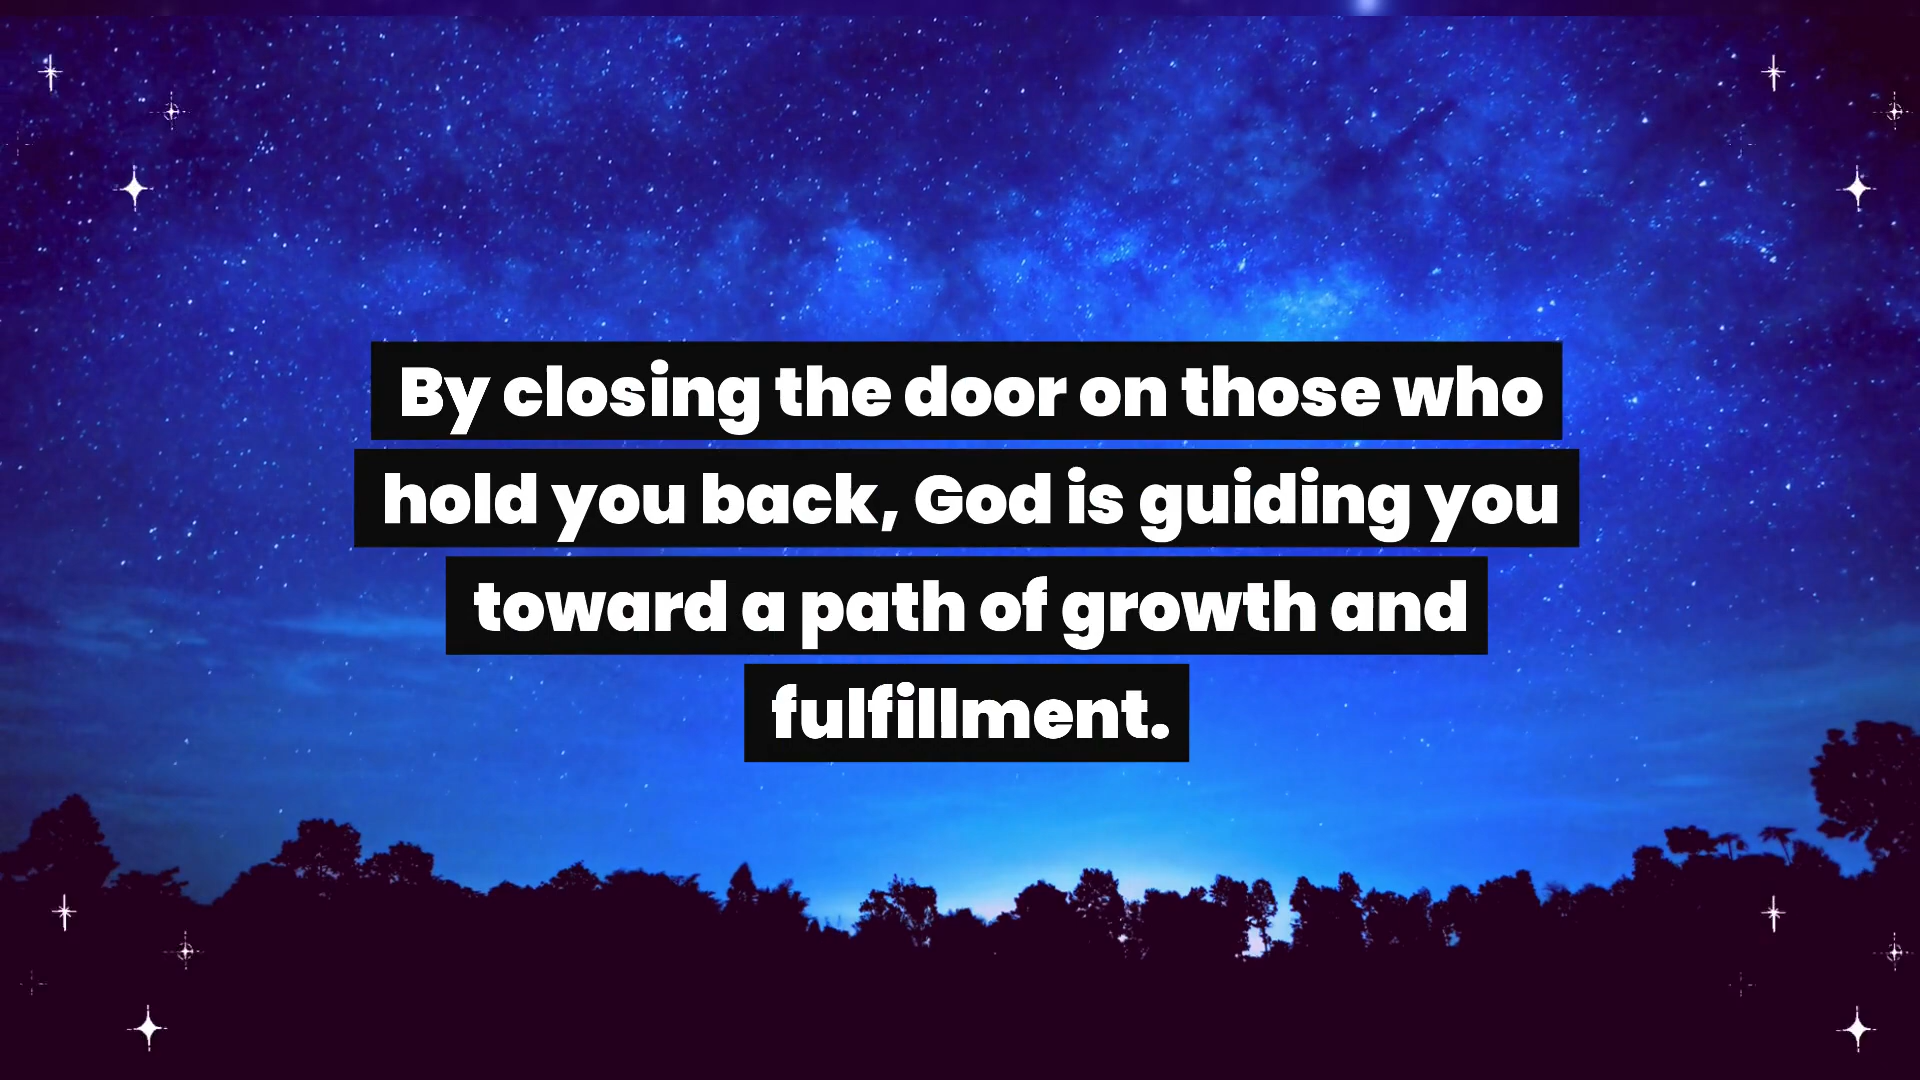 By closing the door on those who
hold you back, God is guiding you
toward a path of growth and
fulfillment.